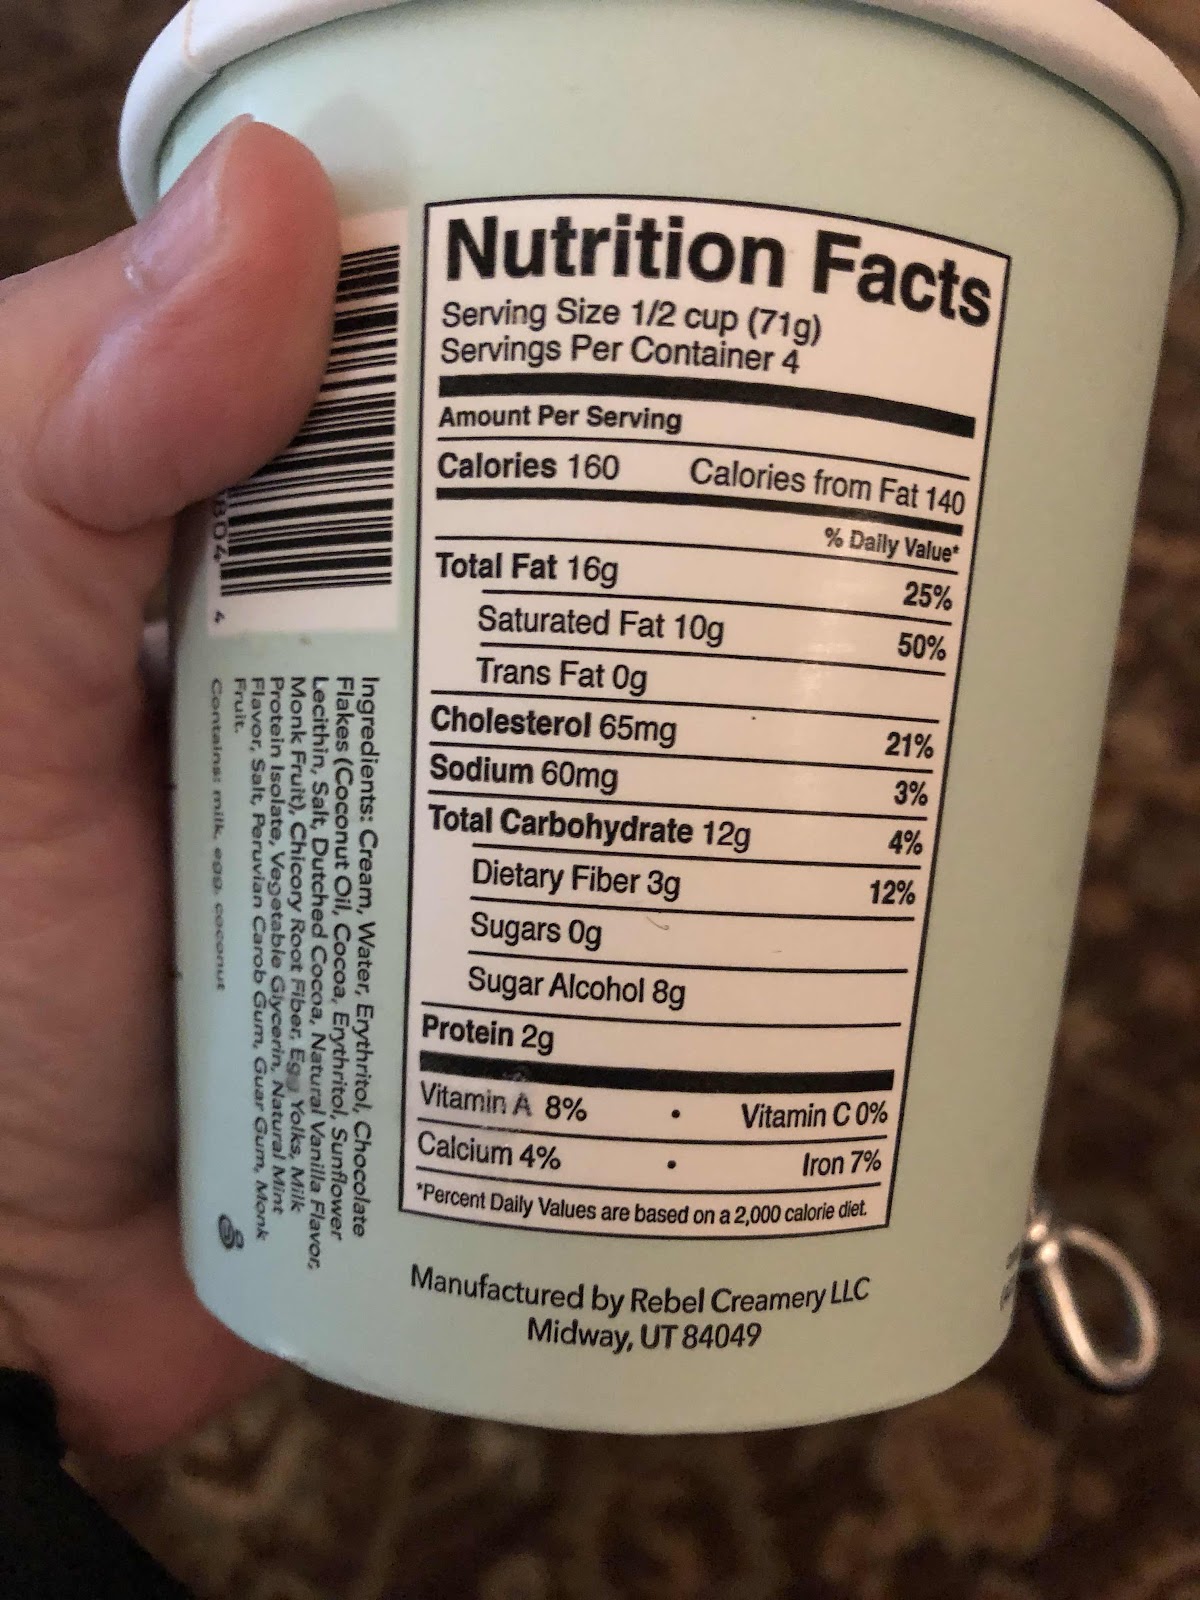 Nutrition Facts
Serving Size 1/2 cup (71g)
Servings Per Container 4
Amount Per Serving
Calories 160 Calories from Fat 140
% Daily Value*
Total Fat 16g 25%
Saturated Fat 10g 50%
Trans Fat 0g
Cholesterol 65mg 21%
Sodium 60mg 3%
Total Carbohydrate 12g 4%
Dietary Fiber 3g 12%
Sugars 0g
Sugar Alcohol 8g
Protein 2g
Vitamin A 8% • Vitamin C 0%
Calcium 4% • Iron 7%
*Percent Daily Values are based on a 2,000 calorie diet.
Manufactured by Rebel Creamery LLC
Midway, UT 84049
804 4
Ingredients: Cream, Water, Erythritol, Chocolate
Flakes (Coconut Oil, Cocoa, Erythritol, Sunflower
Lecithin, Salt, Dutched Cocoa, Natural Vanilla Flavor,
Monk Fruit), Chicory Root Fiber, Egg Yolks, Milk
Protein Isolate, Vegetable Glycerin, Natural Mint
Flavor, Salt, Peruvian Carob Gum, Guar Gum, Monk
Fruit.
Contains: milk, egg, coconut